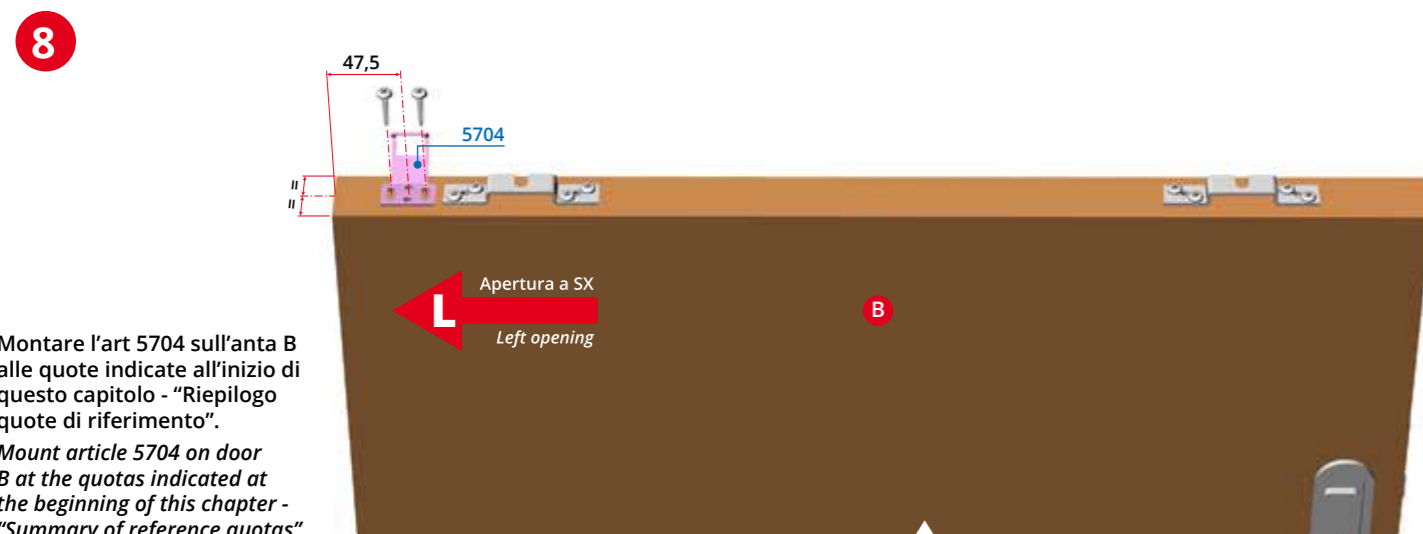 8
47,5
5704
=
=
L
Apertura a SX
Left opening
B
Montare l'art 5704 sull'anta B
alle quote indicate all'inizio di
questo capitolo - “Riepilogo
quote di riferimento”.
Mount article 5704 on door
B at the quotas indicated at
the beginning of this chapter -
“Summary of reference quotas”